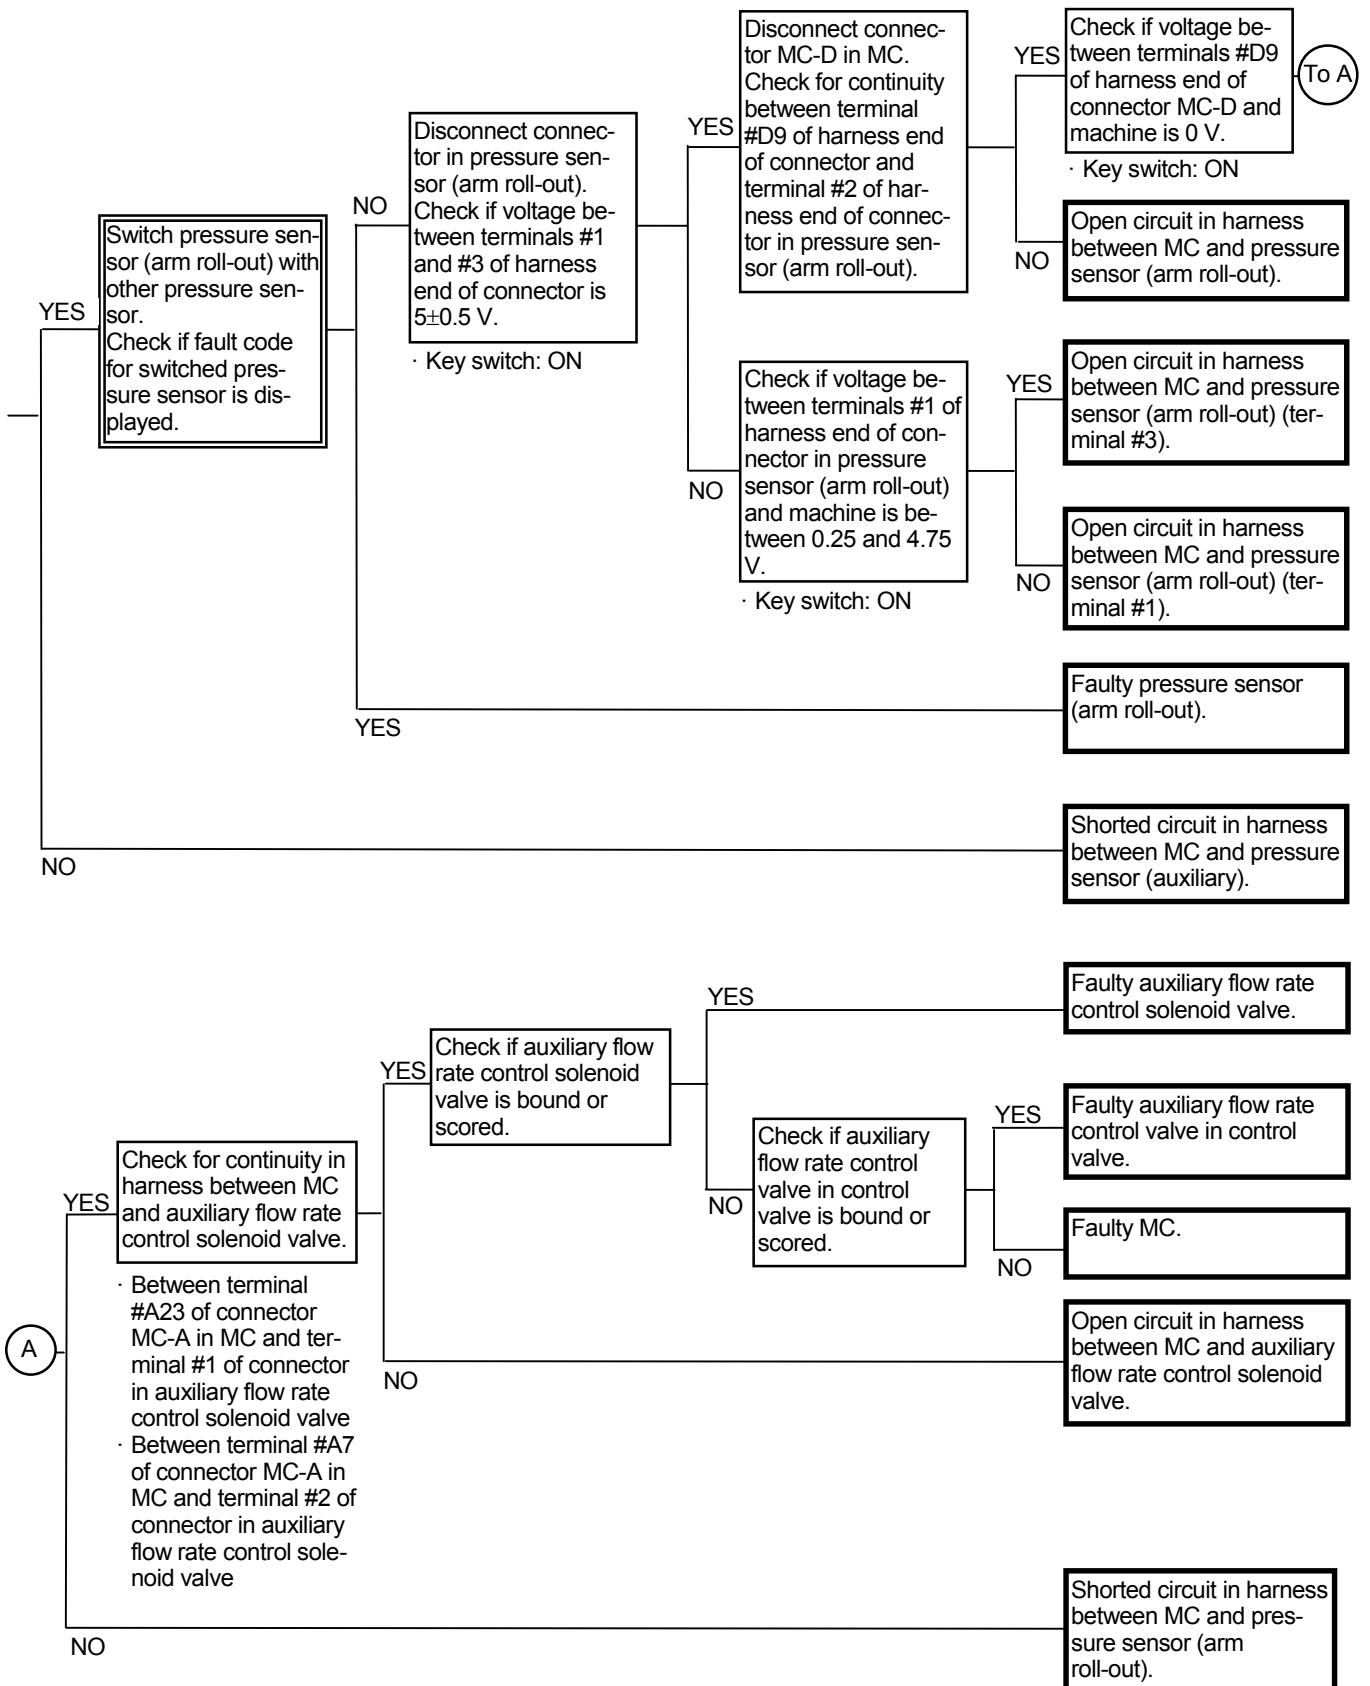 YES
Switch pressure sen-
sor (arm roll-out) with
other pressure sen-
sor.
Check if fault code
for switched pres-
sure sensor is dis-
played.
NO
Disconnect connec-
tor in pressure sen-
sor (arm roll-out).
Check if voltage be-
tween terminals #1
and #3 of harness
end of connector is
5±0.5 V.
· Key switch: ON
YES
Disconnect connec-
tor MC-D in MC.
Check for continuity
between terminal
#D9 of harness end
of connector and
terminal #2 of har-
ness end of connec-
tor in pressure sen-
sor (arm roll-out).
YES
Check if voltage be-
tween terminals #D9
of harness end of
connector MC-D and
machine is 0 V.
· Key switch: ON
To A
NO
Open circuit in harness
between MC and pressure
sensor (arm roll-out).
NO
Check if voltage be-
tween terminals #1 of
harness end of con-
nector in pressure
sensor (arm roll-out)
and machine is be-
tween 0.25 and 4.75
V.
· Key switch: ON
YES
Open circuit in harness
between MC and pressure
sensor (arm roll-out) (ter-
minal #3).
NO
Open circuit in harness
between MC and pressure
sensor (arm roll-out) (ter-
minal #1).
YES
Faulty pressure sensor
(arm roll-out).
NO
Shorted circuit in harness
between MC and pressure
sensor (auxiliary).
A
YES
Check for continuity in
harness between MC
and auxiliary flow rate
control solenoid valve.
· Between terminal
#A23 of connector
MC-A in MC and ter-
minal #1 of connector
in auxiliary flow rate
control solenoid valve
· Between terminal #A7
of connector MC-A in
MC and terminal #2 of
connector in auxiliary
flow rate control sole-
noid valve
YES
Check if auxiliary flow
rate control solenoid
valve is bound or
scored.
YES
Faulty auxiliary flow rate
control solenoid valve.
NO
Check if auxiliary
flow rate control
valve in control
valve is bound or
scored.
YES
Faulty auxiliary flow rate
control valve in control
valve.
NO
Faulty MC.
NO
Open circuit in harness
between MC and auxiliary
flow rate control solenoid
valve.
NO
Shorted circuit in harness
between MC and pres-
sure sensor (arm
roll-out).